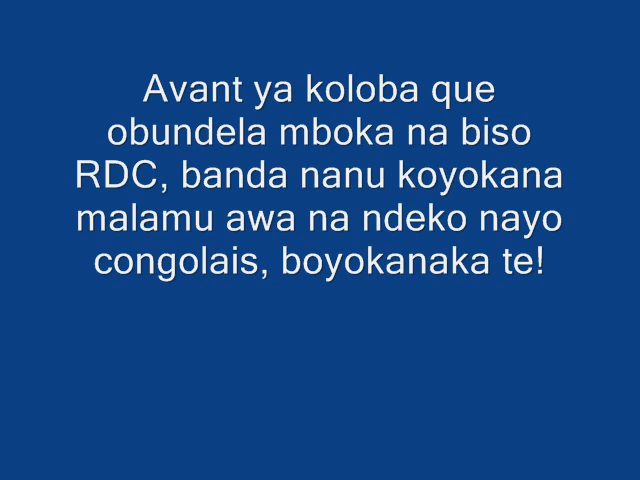 Avant ya koloba que
obundela mboka na biso
RDC, banda nanu koyokana
malamu awa na ndeko nayo
congolais, boyokanaka te!